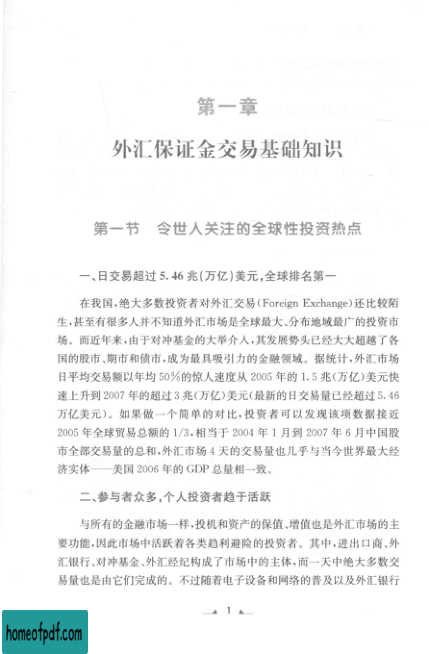 第一章
外汇保证金交易基础知识
第一节 令世人关注的全球性投资热点
一、日交易超过 5.46 兆(万亿)美元,全球排名第一
在我国,绝大多数投资者对外汇交易(Foreign Exchange)还比较陌
生,甚至有很多人并不知道外汇市场是全球最大、分布地域最广的投资市
场。而近年来,由于对冲基金的大举介入,其发展势头已经大大超越了各
国的股市、期市和债市,成为最具吸引力的金融领域。据统计,外汇市场
日平均交易额以年均 50%的惊人速度从 2005 年的 1.5 兆(万亿)美元快
速上升到 2007 年的超过 3 兆(万亿)美元(最新的日交易量已经超过 5.46
万亿美元)。如果做一个简单的对比,投资者可以发现该项数据接近
2005 年全球贸易总额的 1/3,相当于 2004 年 1 月到 2007 年 6 月中国股
市全部交易量的总和,外汇市场 4 天的交易量也几乎与当今世界最大经
济实体——美国 2006 年的 GDP 总量相一致。
二、参与者众多,个人投资者趋于活跃
与所有的金融市场一样,投机和资产的保值、增值也是外汇市场的主
要功能,因此市场中活跃着各类趋利避险的投资者。其中,进出口商、外
汇银行、对冲基金、外汇经纪构成了市场中的主体,而一天中绝大多数交
易量也是由它们完成的。不过随着电子设备和网络的普及以及外汇银行
1
homeofpdf.com